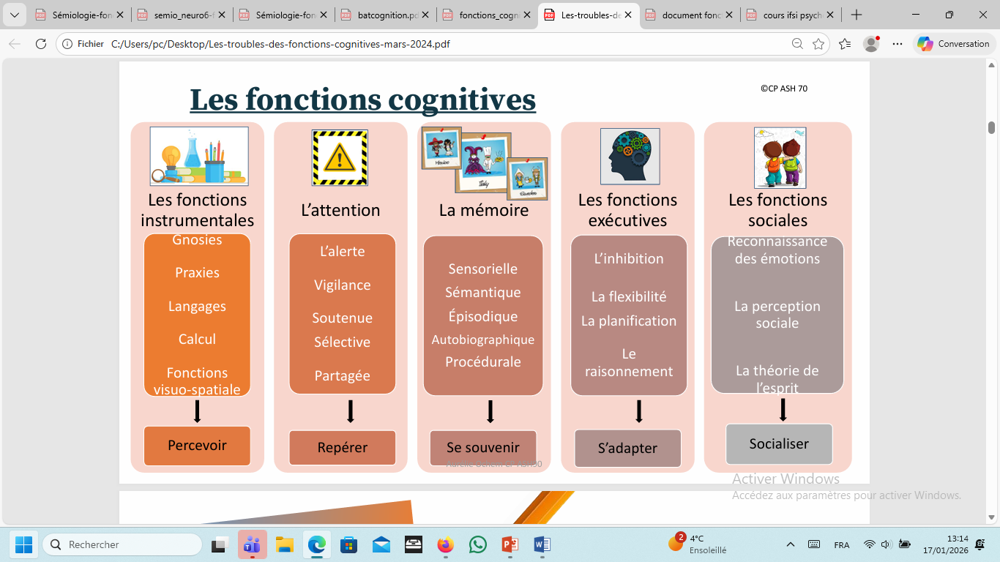 Sémiologie-fon
semio_neuro6-f
Sémiologie-fon
batcognition.pd
fonctions_cogni
Les-troubles-de
document fonc
cours ifsi psych
Fichier C:/Users/pc/Desktop/Les-troubles-des-fonctions-cognitives-mars-2024.pdf
Conversation
Les fonctions cognitives
©CP ASH 70
Les fonctions
instrumentales
Gnosies
Praxies
Langages
Calcul
Fonctions
visuo-spatiale
Percevoir
L’attention
L’alerte
Vigilance
Soutenue
Sélective
Partagée
Repérer
Italy
La mémoire
Sensorielle
Sémantique
Épisodique
Autobiographique
Procédurale
Se souvenir
Les fonctions
exécutives
L’inhibition
La flexibilité
La planification
Le
raisonnement
S’adapter
Les fonctions
sociales
Reconnaissance
des émotions
La perception
sociale
La théorie de
l’esprit
Socialiser
Activer Windows
Accédez aux paramètres pour activer Windows.
Rechercher
2
4°C
Ensoleillé
FRA
13:14
17/01/2026